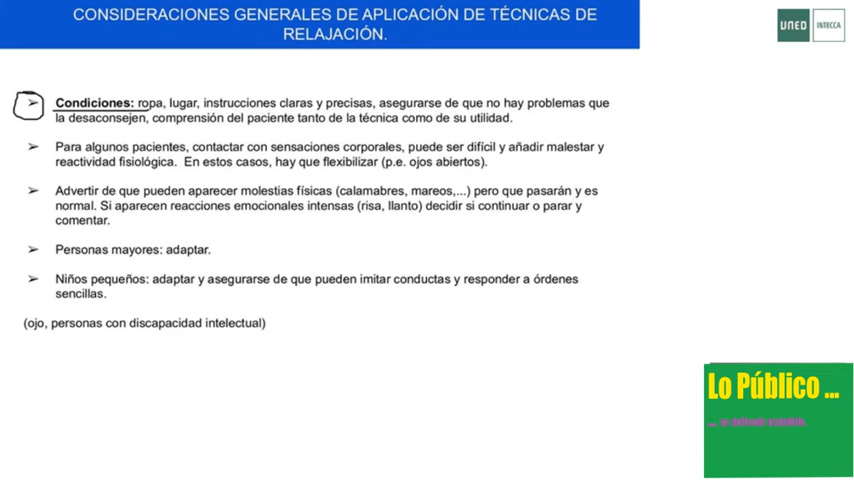 CONSIDERACIONES GENERALES DE APLICACIÓN DE TÉCNICAS DE
RELAJACIÓN.
UNED
INTECCA
➢ Condiciones: ropa, lugar, instrucciones claras y precisas, asegurarse de que no hay problemas que
la desaconsejen, comprensión del paciente tanto de la técnica como de su utilidad.
➢ Para algunos pacientes, contactar con sensaciones corporales, puede ser difícil y añadir malestar y
reactividad fisiológica. En estos casos, hay que flexibilizar (p.e. ojos abiertos).
➢ Advertir de que pueden aparecer molestias físicas (calambres, mareos,...) pero que pasarán y es
normal. Si aparecen reacciones emocionales intensas (risa, llanto) decidir si continuar o parar y
comentar.
➢ Personas mayores: adaptar.
➢ Niños pequeños: adaptar y asegurarse de que pueden imitar conductas y responder a órdenes
sencillas.
(ojo, personas con discapacidad intelectual)
Lo Público ...